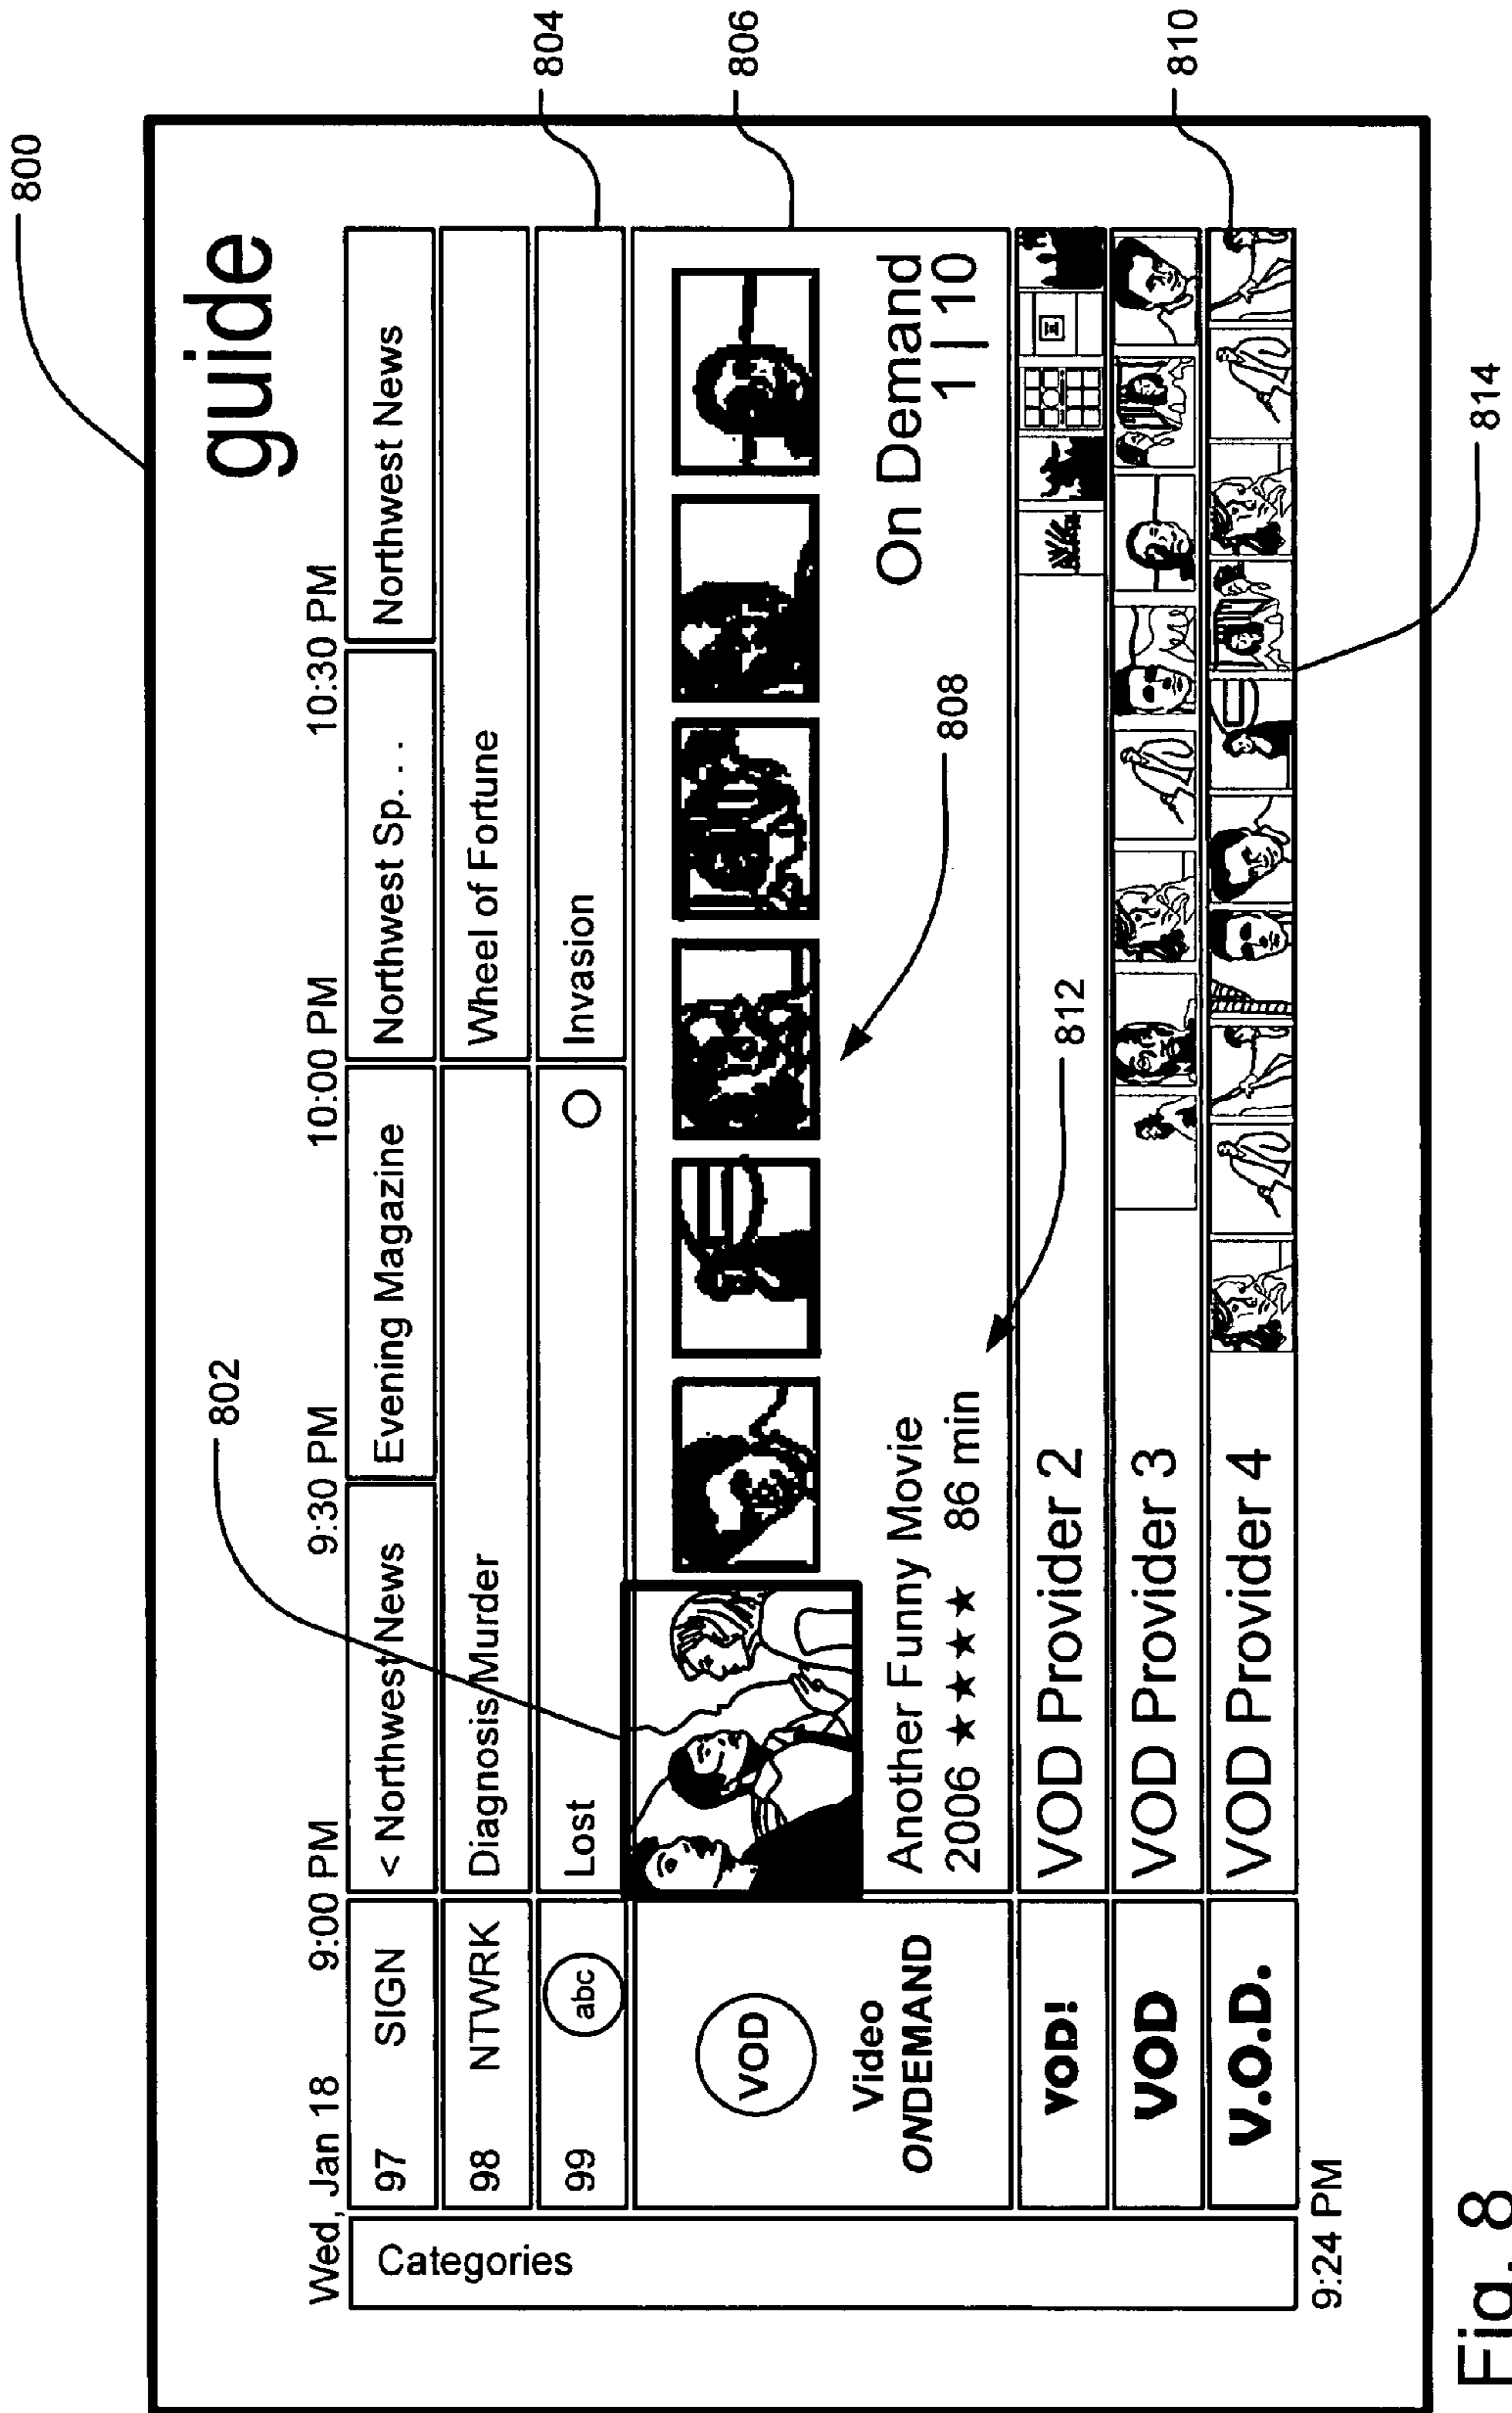 800
guide
Wed, Jan 18 9:00 PM 9:30 PM 10:00 PM 10:30 PM
802
Categories
97 SIGN < Northwest News Evening Magazine Northwest Sp. . . Northwest News
98 NTWRK Diagnosis Murder Wheel of Fortune
99 abc Lost O Invasion
804
806
VOD
Video
ONDEMAND
808
Another Funny Movie
2006 ★★★★ 86 min
On Demand
1 | 10
812
VOD! VOD Provider 2
VOD VOD Provider 3
V.O.D. VOD Provider 4
810
814
9:24 PM
Fig. 8